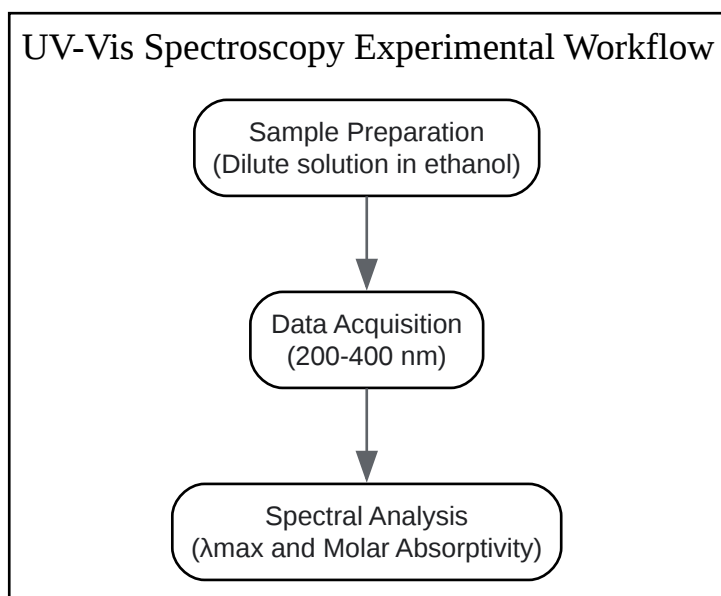 UV-Vis Spectroscopy Experimental Workflow
Sample Preparation
(Dilute solution in ethanol)
Data Acquisition
(200-400 nm)
Spectral Analysis
(λmax and Molar Absorptivity)